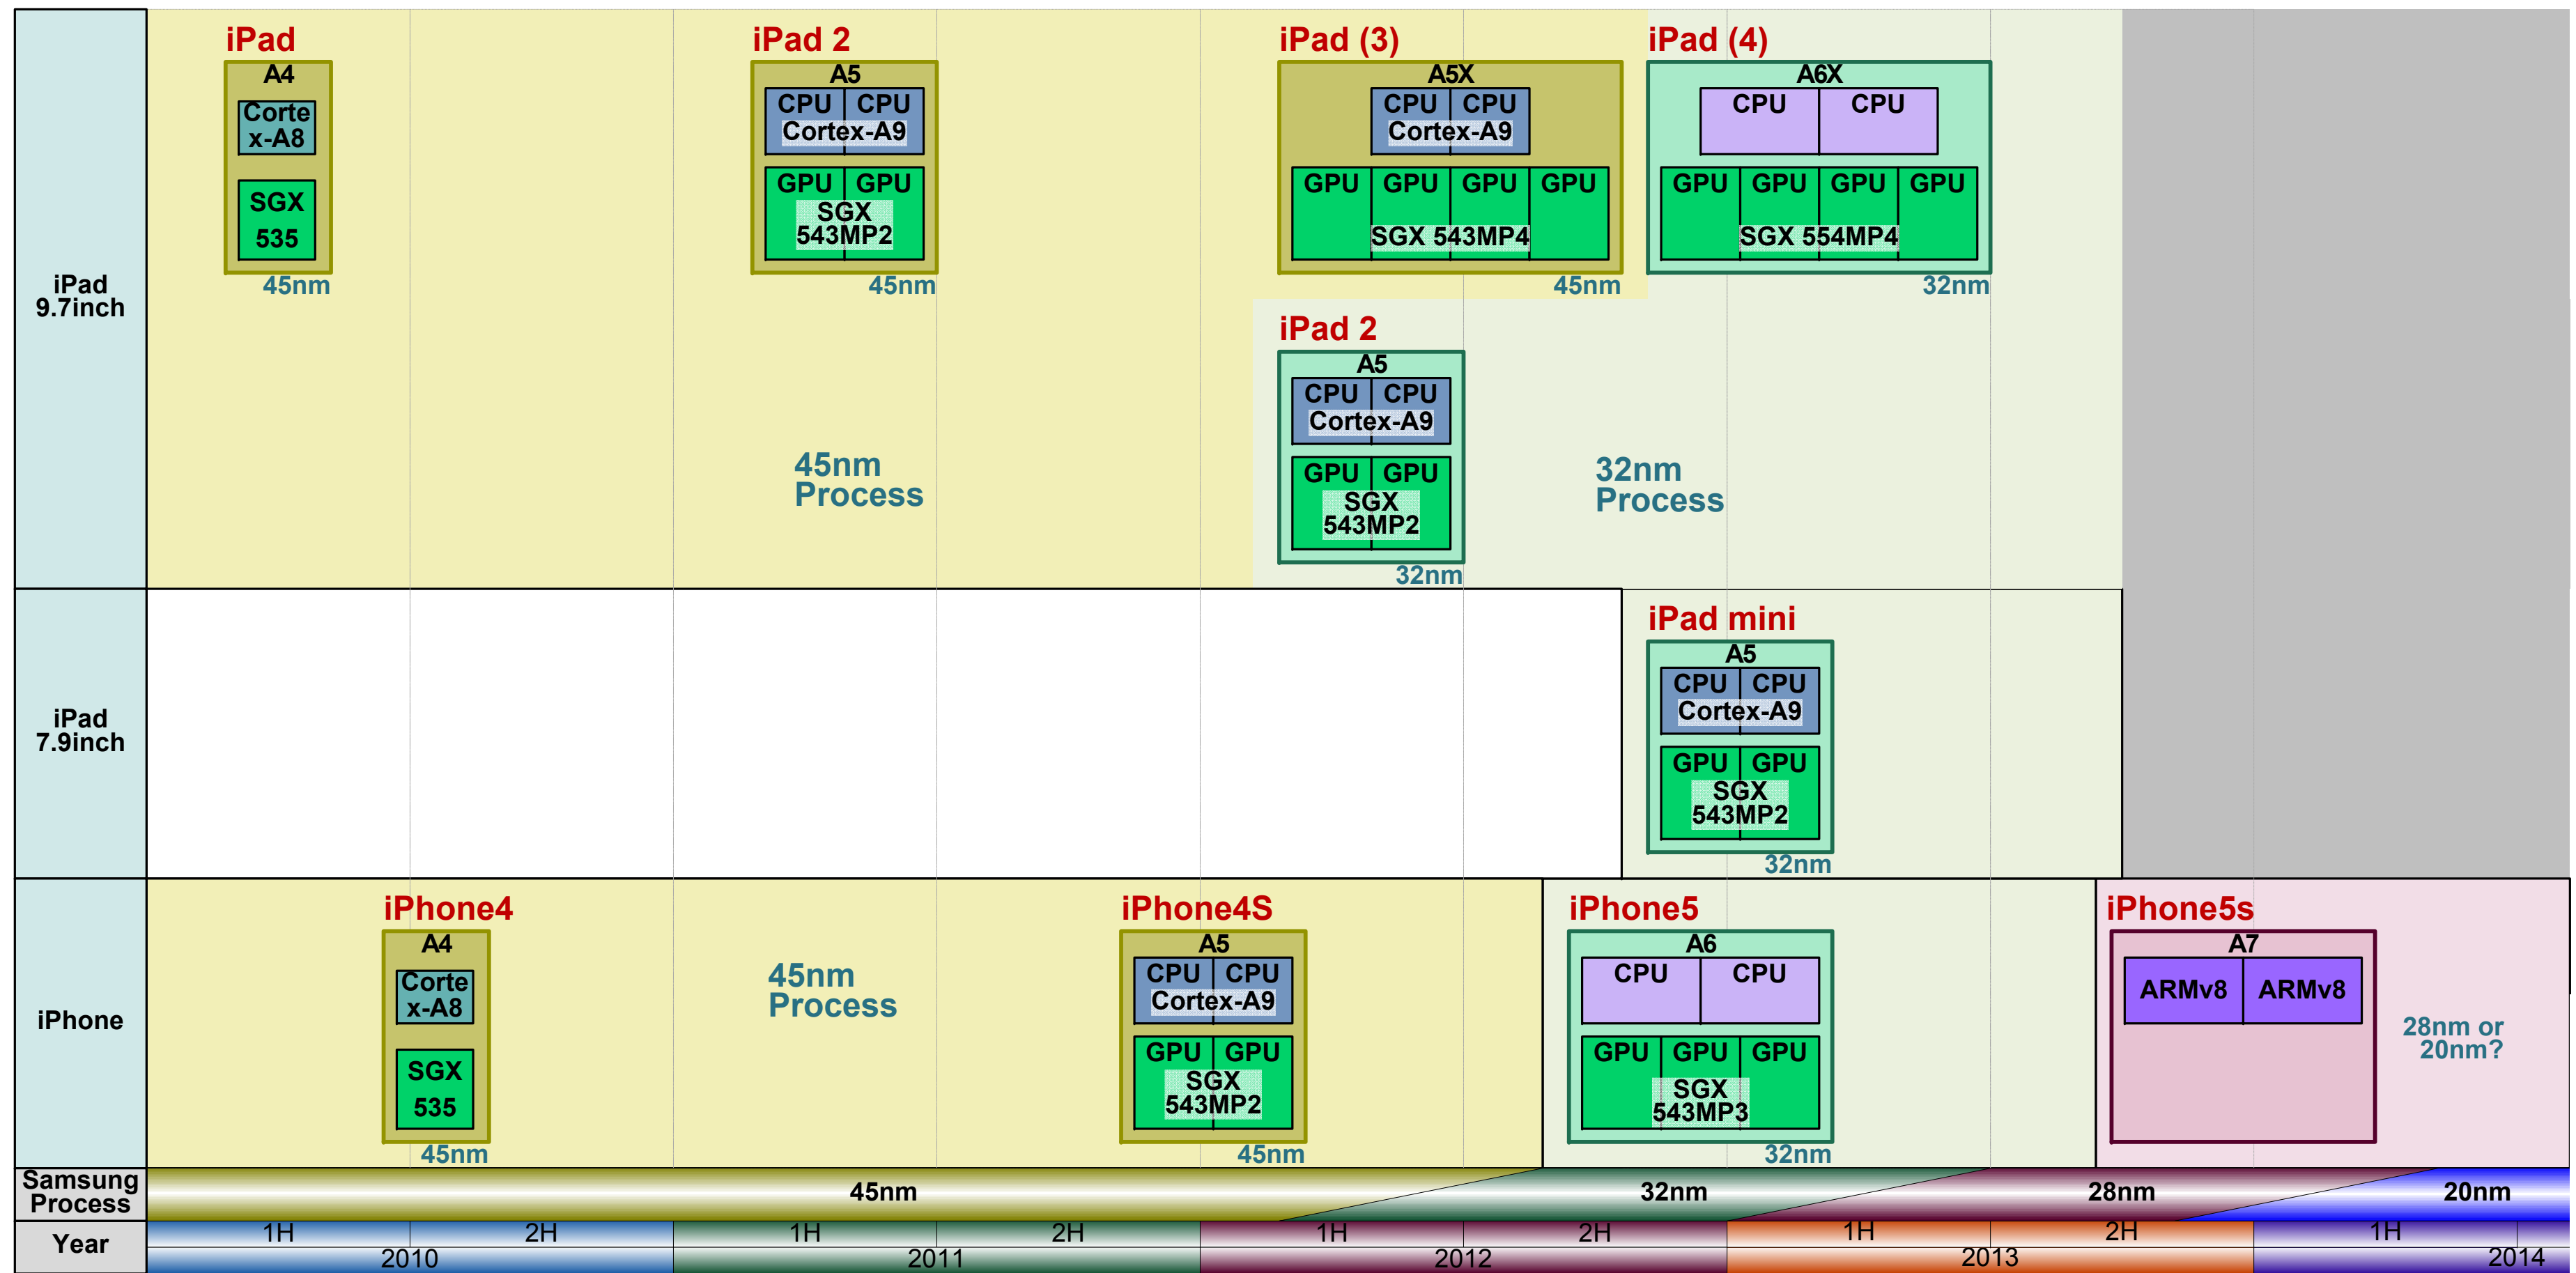 iPad
9.7inch
iPad
A4
Corte
x-A8
SGX
535
45nm
iPad 2
A5
CPU CPU
Cortex-A9
GPU GPU
SGX
543MP2
45nm
iPad (3)
A5X
CPU CPU
Cortex-A9
GPU GPU GPU GPU
SGX 543MP4
45nm
iPad (4)
A6X
CPU CPU
GPU GPU GPU GPU
SGX 554MP4
32nm
45nm
Process
iPad 2
A5
CPU CPU
Cortex-A9
GPU GPU
SGX
543MP2
32nm
32nm
Process
iPad
7.9inch
iPad mini
A5
CPU CPU
Cortex-A9
GPU GPU
SGX
543MP2
32nm
iPhone
iPhone4
A4
Corte
x-A8
SGX
535
45nm
45nm
Process
iPhone4S
A5
CPU CPU
Cortex-A9
GPU GPU
SGX
543MP2
45nm
iPhone5
A6
CPU CPU
GPU GPU GPU
SGX
543MP3
32nm
iPhone5s
A7
ARMv8 ARMv8
28nm or
20nm?
Samsung
Process
45nm 32nm 28nm 20nm
Year
1H 2H 1H 2H 1H 2H 1H 2H 1H
2010 2011 2012 2013 2014